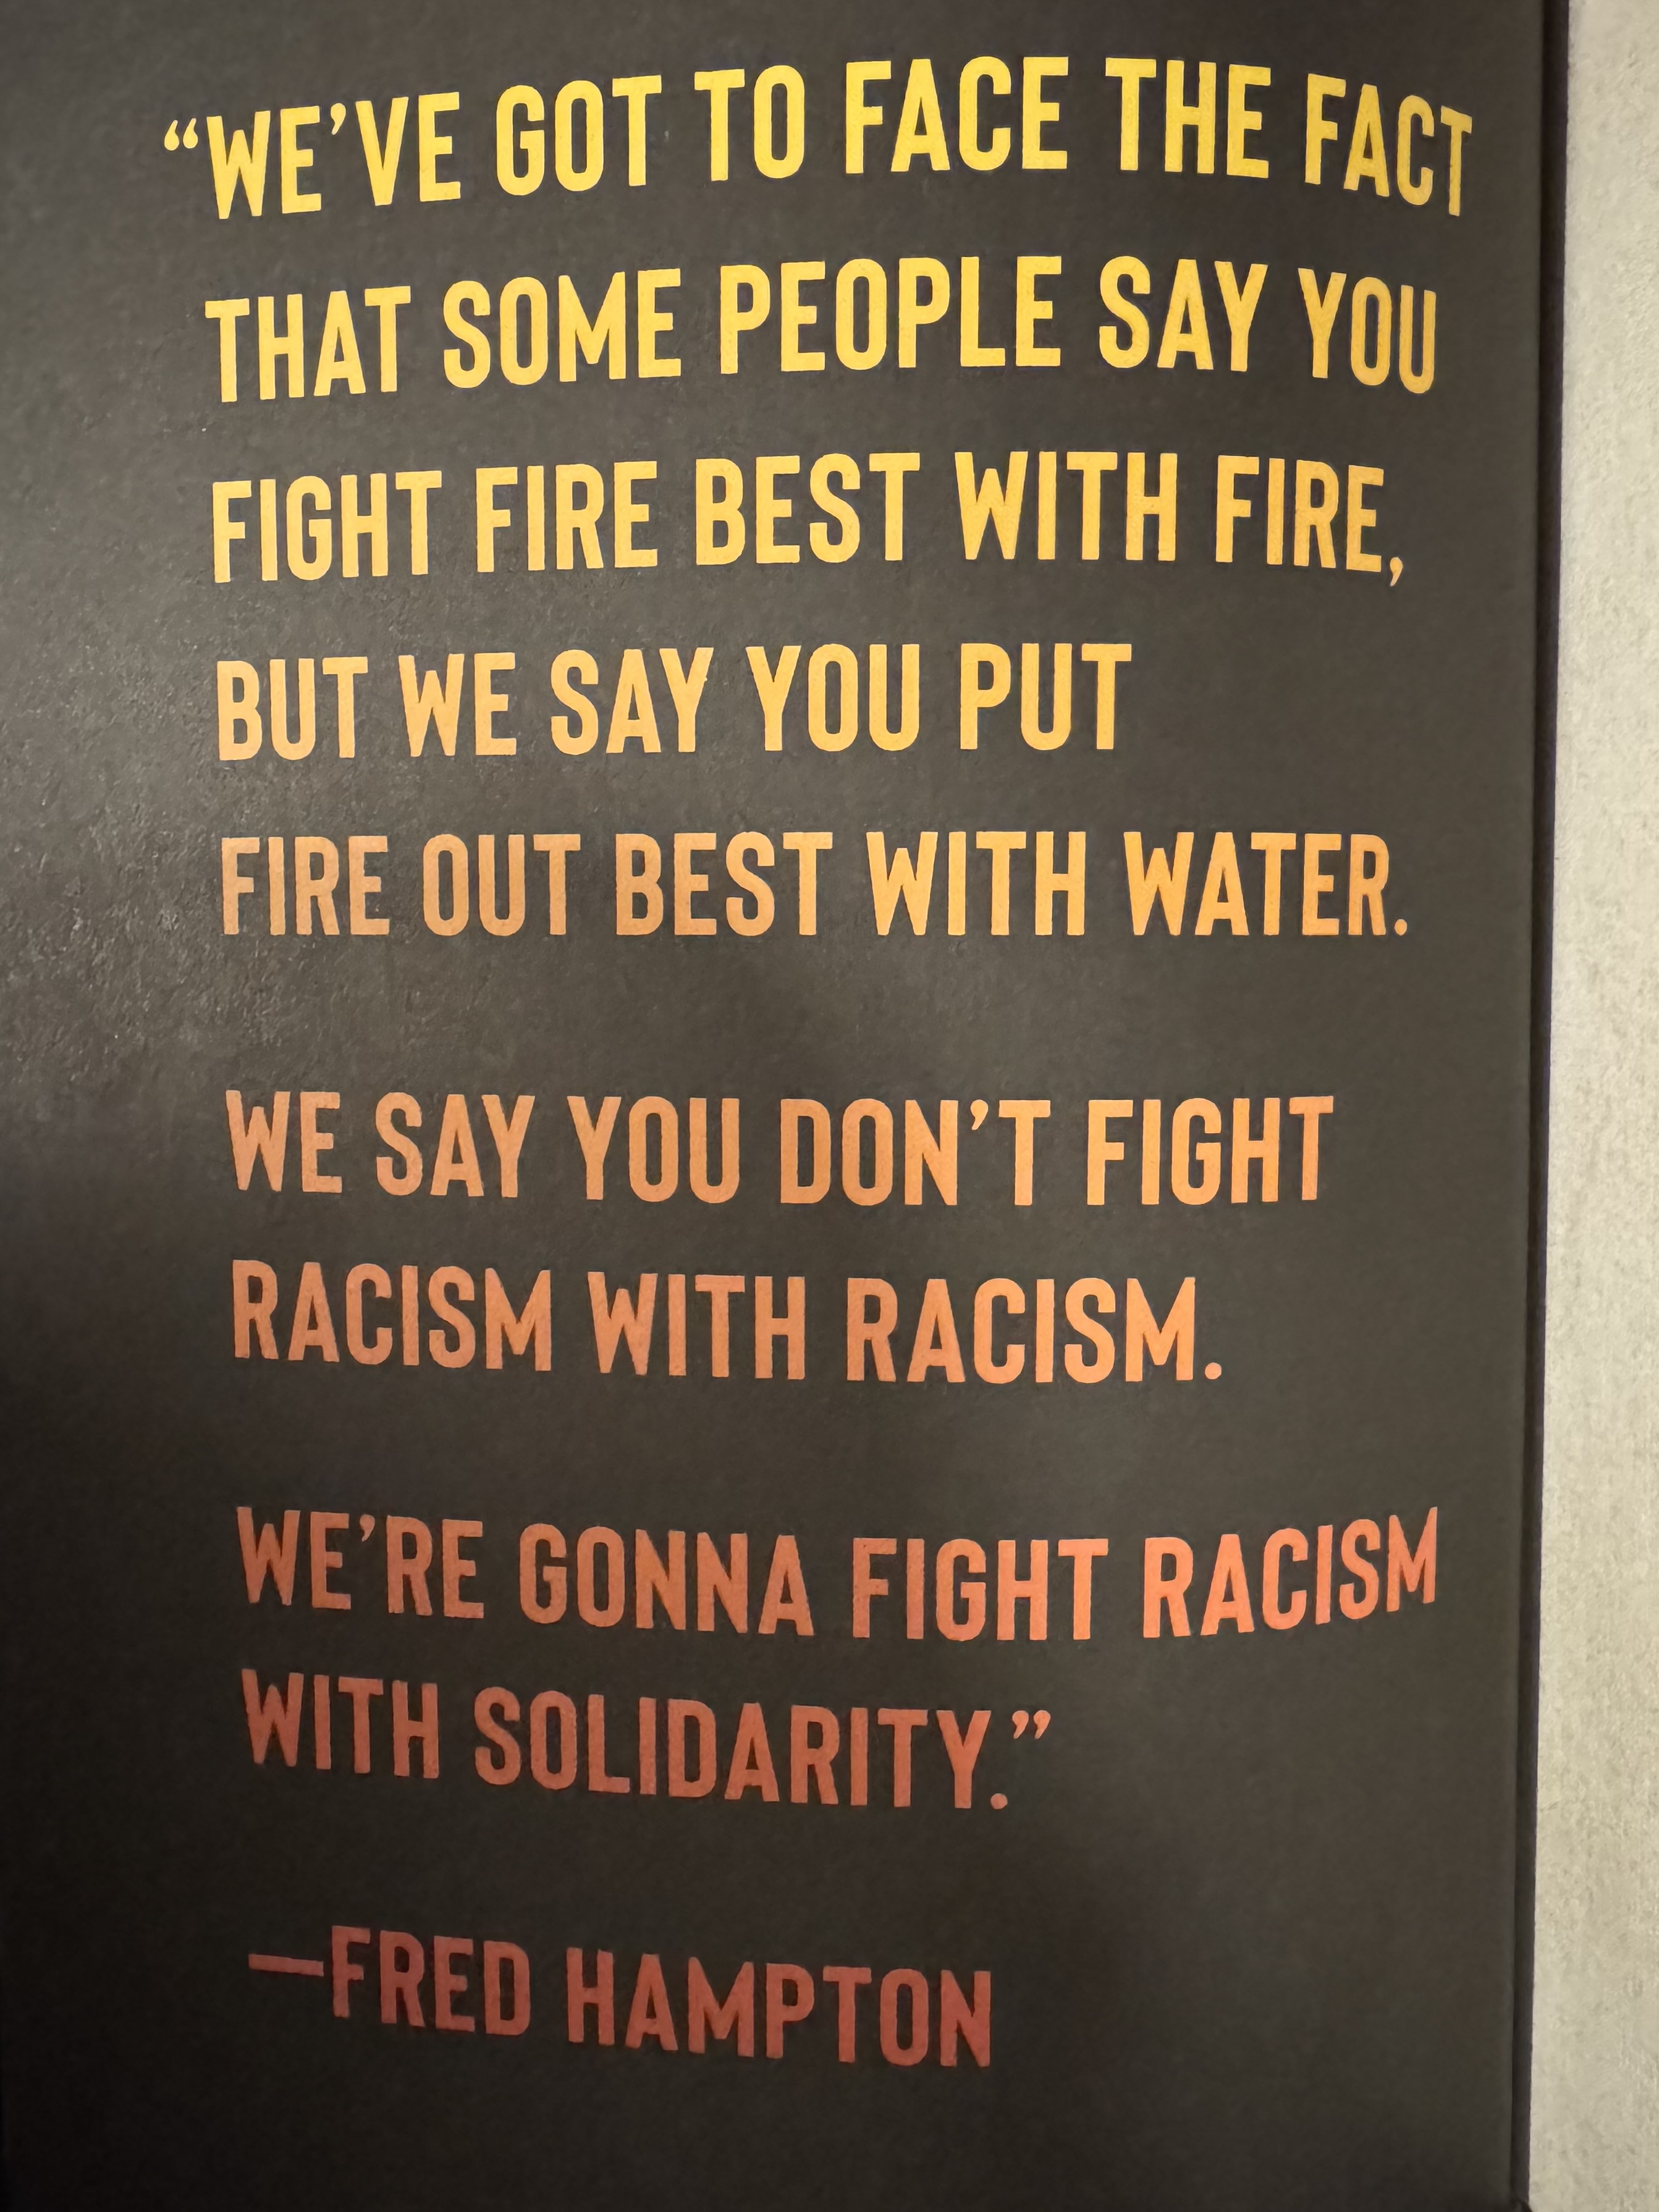 “WE’VE GOT TO FACE THE FACT
THAT SOME PEOPLE SAY YOU
FIGHT FIRE BEST WITH FIRE,
BUT WE SAY YOU PUT
FIRE OUT BEST WITH WATER.
WE SAY YOU DON’T FIGHT
RACISM WITH RACISM.
WE’RE GONNA FIGHT RACISM
WITH SOLIDARITY.”
—FRED HAMPTON